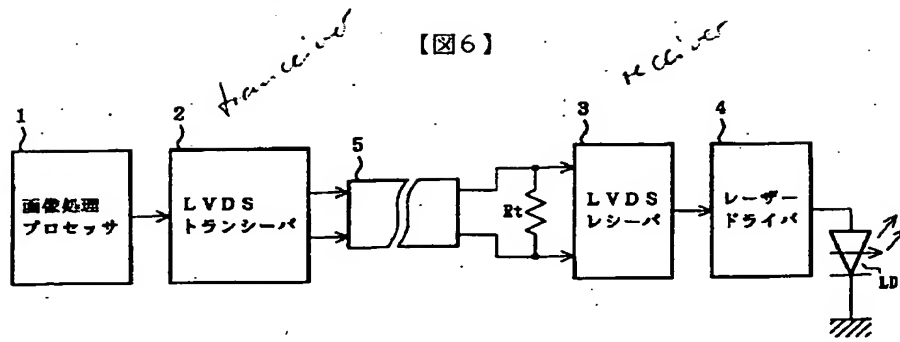 【図6】
tranceiver
receiver
1
2
3
4
5
画像処理
プロセッサ
LVDS
トランシーバ
Rt
LVDS
レシーバ
レーザー
ドライバ
LD